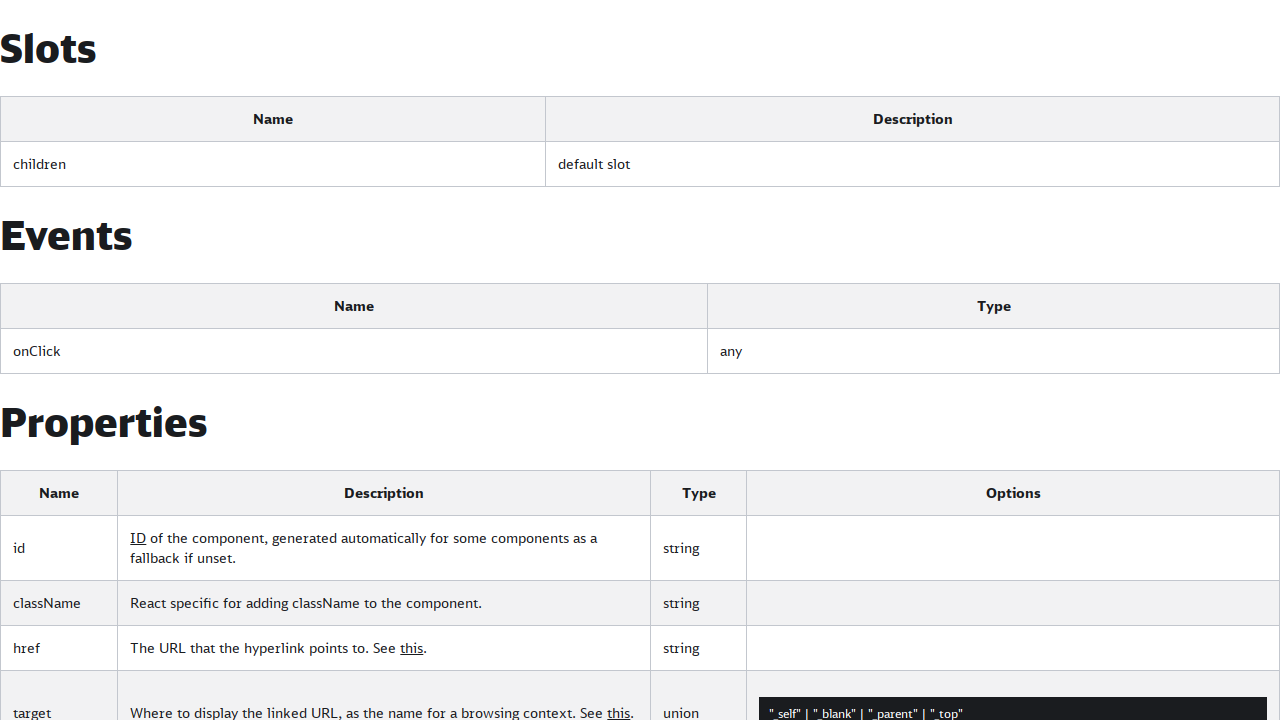 Slots
Name Description
children default slot
Events
Name Type
onClick any
Properties
Name Description Type Options
id ID of the component, generated automatically for some components as a fallback if unset. string
className React specific for adding className to the component. string
href The URL that the hyperlink points to. See this. string
target Where to display the linked URL, as the name for a browsing context. See this. union "_self" | "_blank" | "_parent" | "_top"